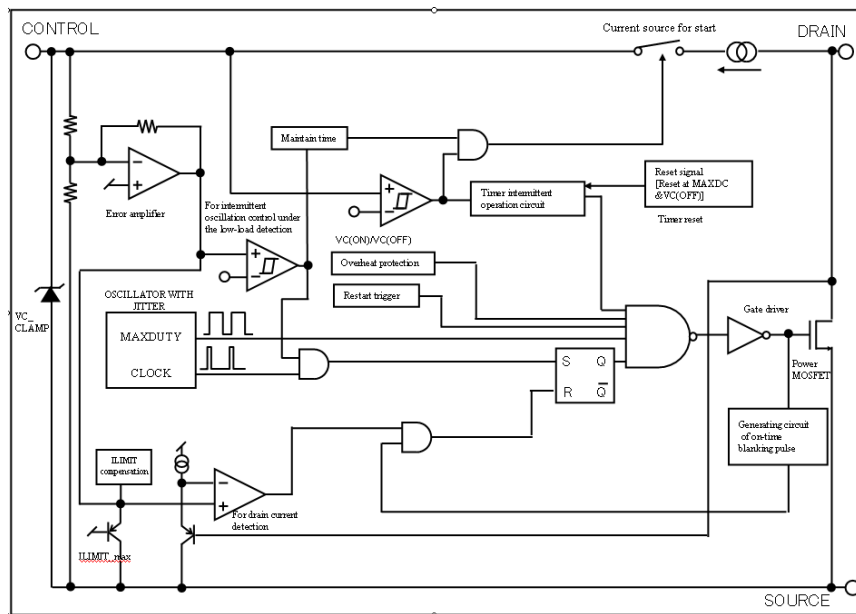 CONTROL
Current source for start
DRAIN
Maintain time
Error amplifier
For intermittent
oscillation control under
the low-load detection
Timer intermittent
operation circuit
Reset signal
[Reset at MAXDC
&VC(OFF)]
Timer reset
VC(ON)/VC(OFF)
Overheat protection
Restart trigger
VC_
CLAMP
OSCILLATOR WITH
JITTER
MAXDUTY
CLOCK
Gate driver
Power
MOSFET
S Q
R Q
Generating circuit
of on-time
blanking pulse
ILIMIT
compensation
For drain current
detection
ILIMIT_max
SOURCE